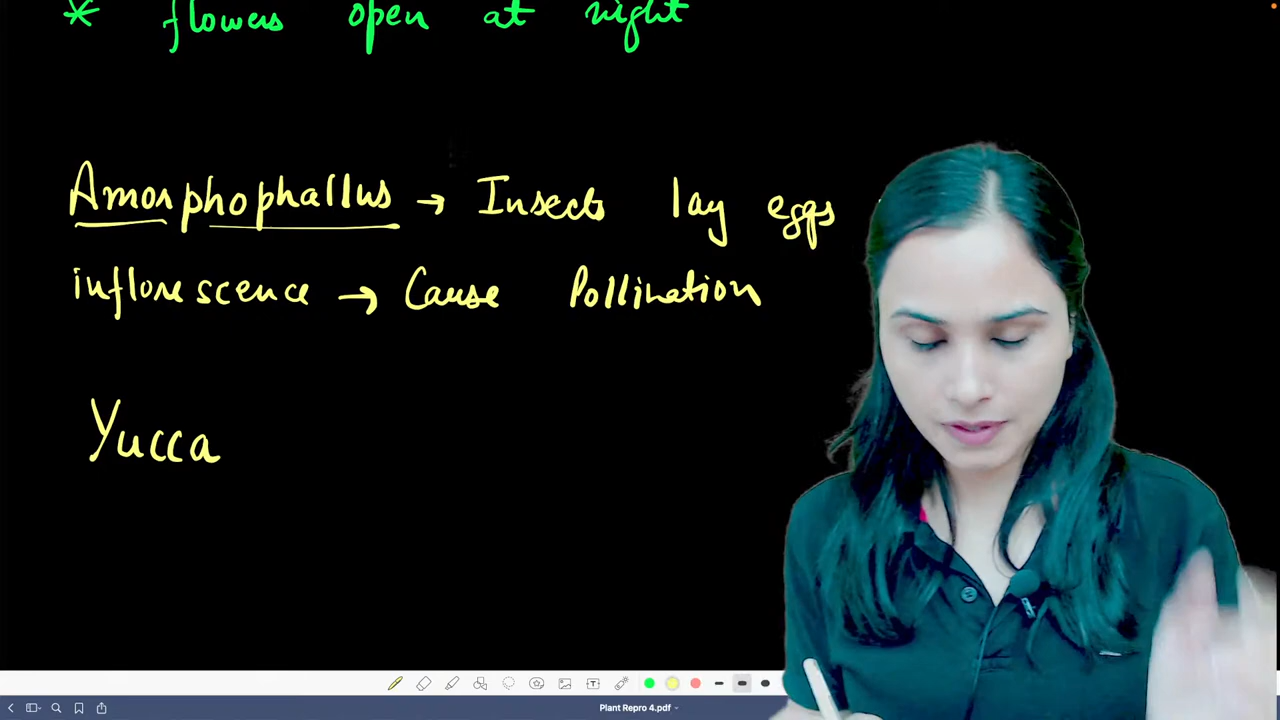 * flowers open at night
Amorphophallus → Insects lay eggs
inflorescence → Cause Pollination
Yucca
Plant Repro 4.pdf